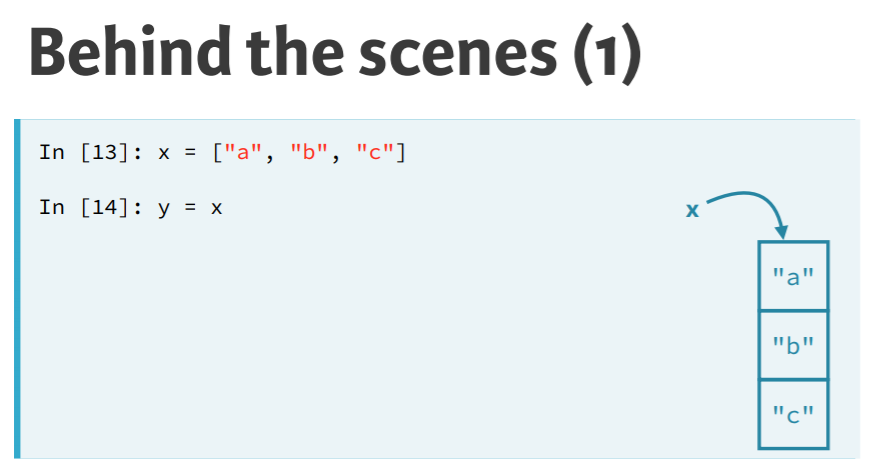 Behind the scenes (1)
In [13]: x = ["a", "b", "c"]
In [14]: y = x
x
"a"
"b"
"c"